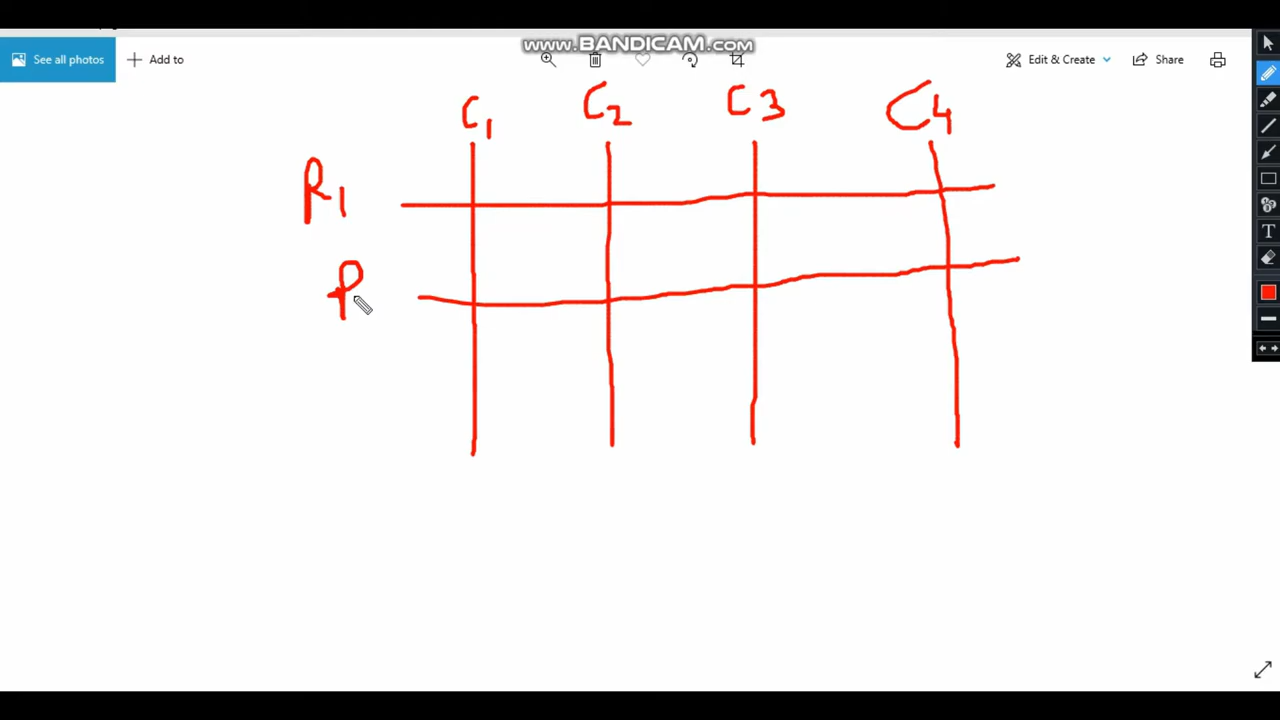 www.BANDICAM.com
See all photos
Add to
Edit & Create
Share
C1 C2 C3 C4
R1
P
T